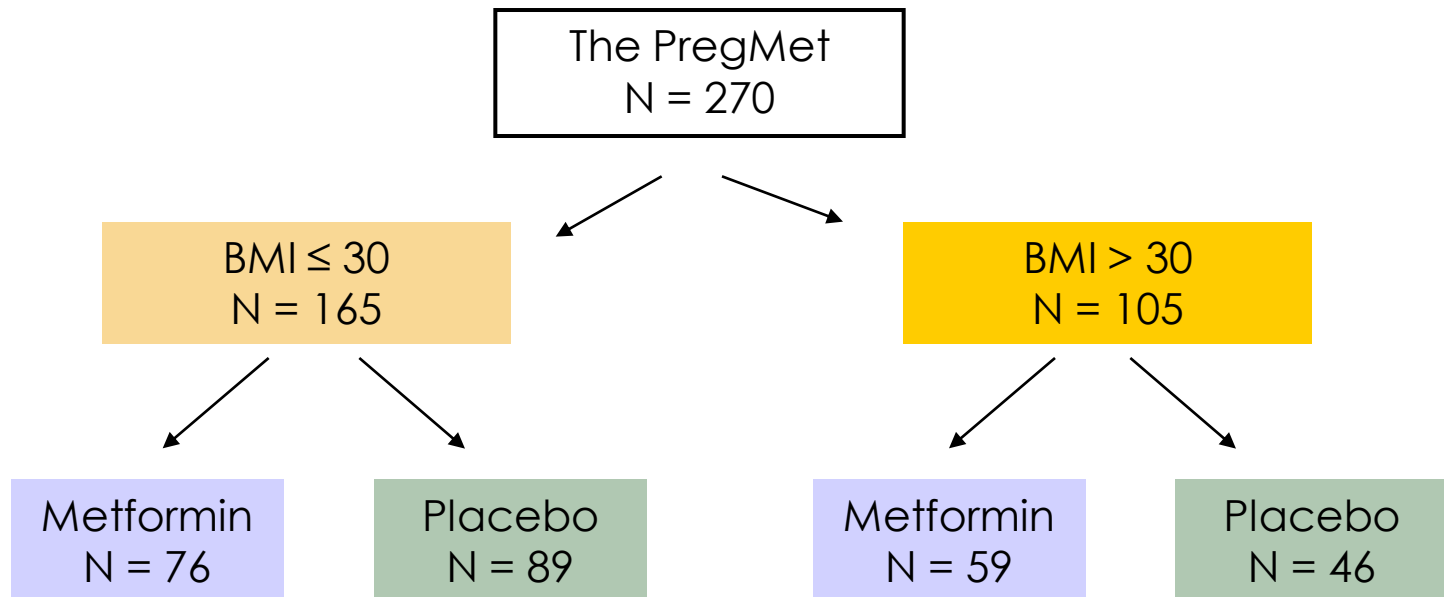 The PregMet
N = 270
BMI ≤ 30
N = 165
BMI > 30
N = 105
Metformin
N = 76
Placebo
N = 89
Metformin
N = 59
Placebo
N = 46